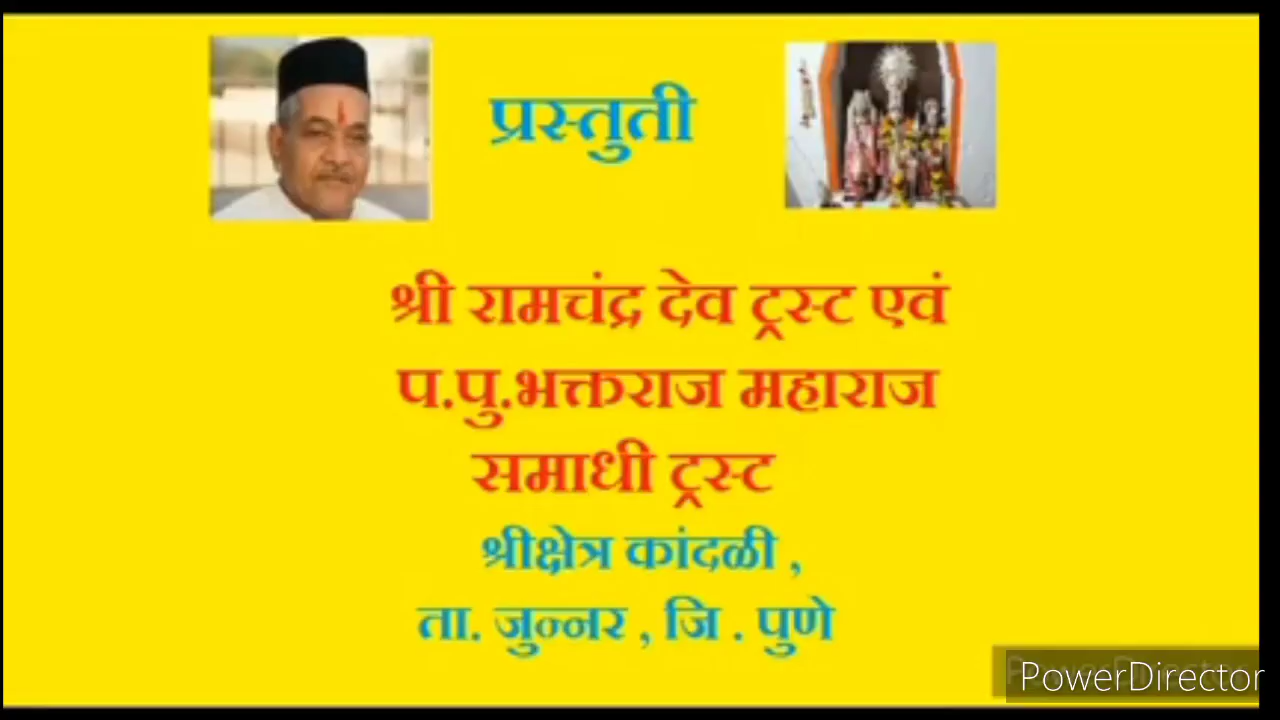 प्रस्तुती
श्री रामचंद्र देव ट्रस्ट एवं
प.पु.भक्तराज महाराज
समाधी ट्रस्ट
श्रीक्षेत्र कांदळी ,
ता. जुन्नर , जि . पुणे
PowerDirector